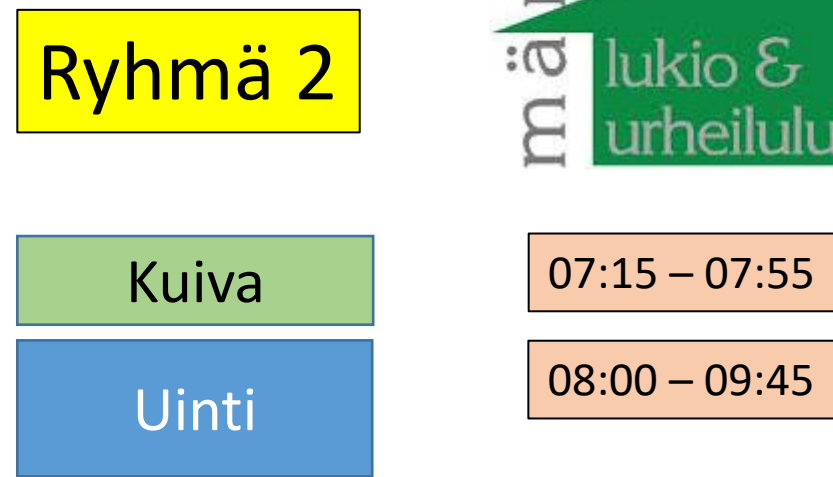 Ryhmä 2
lukio &
Kuiva
07:15 – 07:55
Uinti
08:00 – 09:45